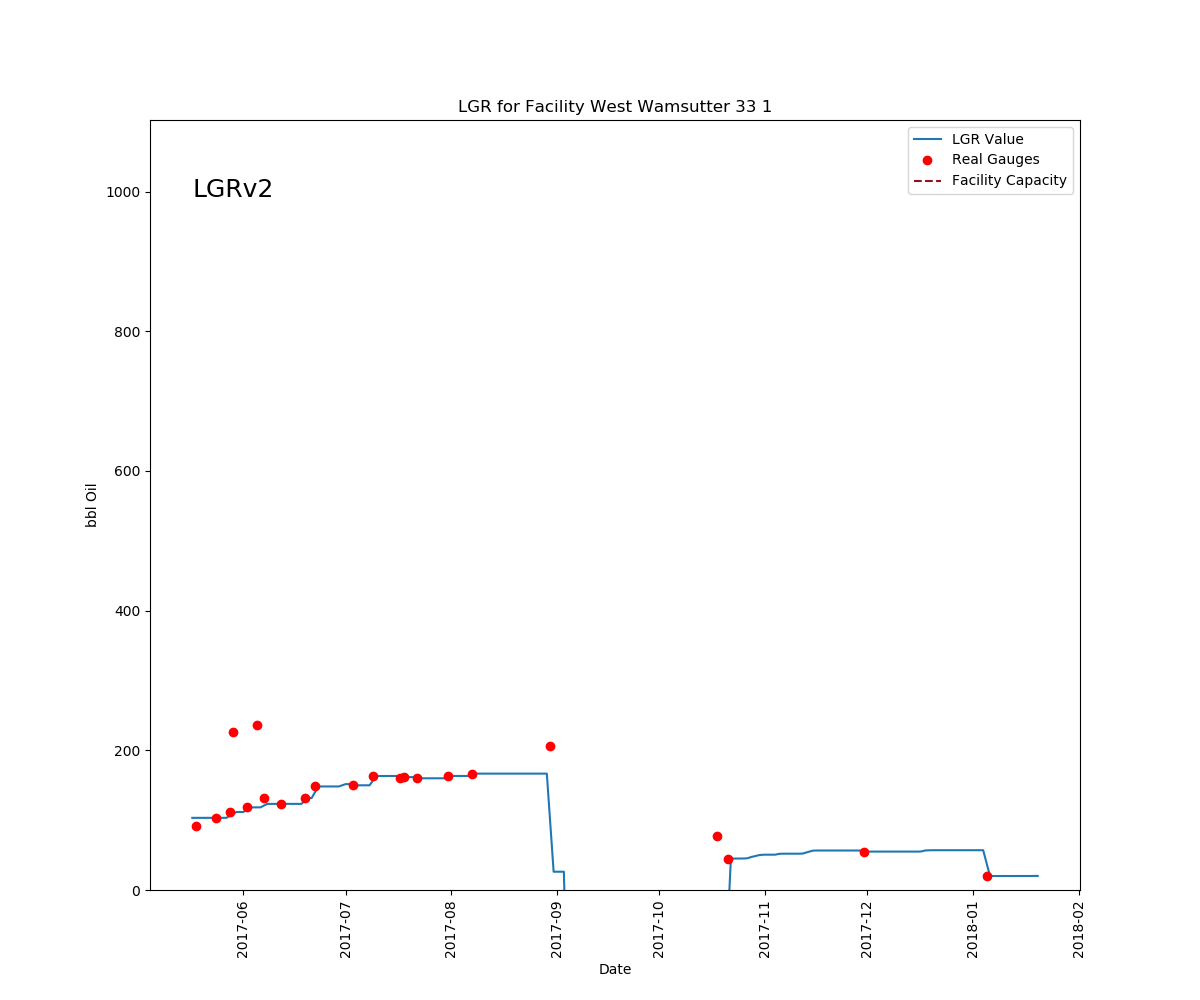 LGR for Facility West Wamsutter 33 1
LGRv2
LGR Value
Real Gauges
Facility Capacity
1000
800
600
400
200
0
bbl Oil
2017-06
2017-07
2017-08
2017-09
2017-10
2017-11
2017-12
2018-01
2018-02
Date